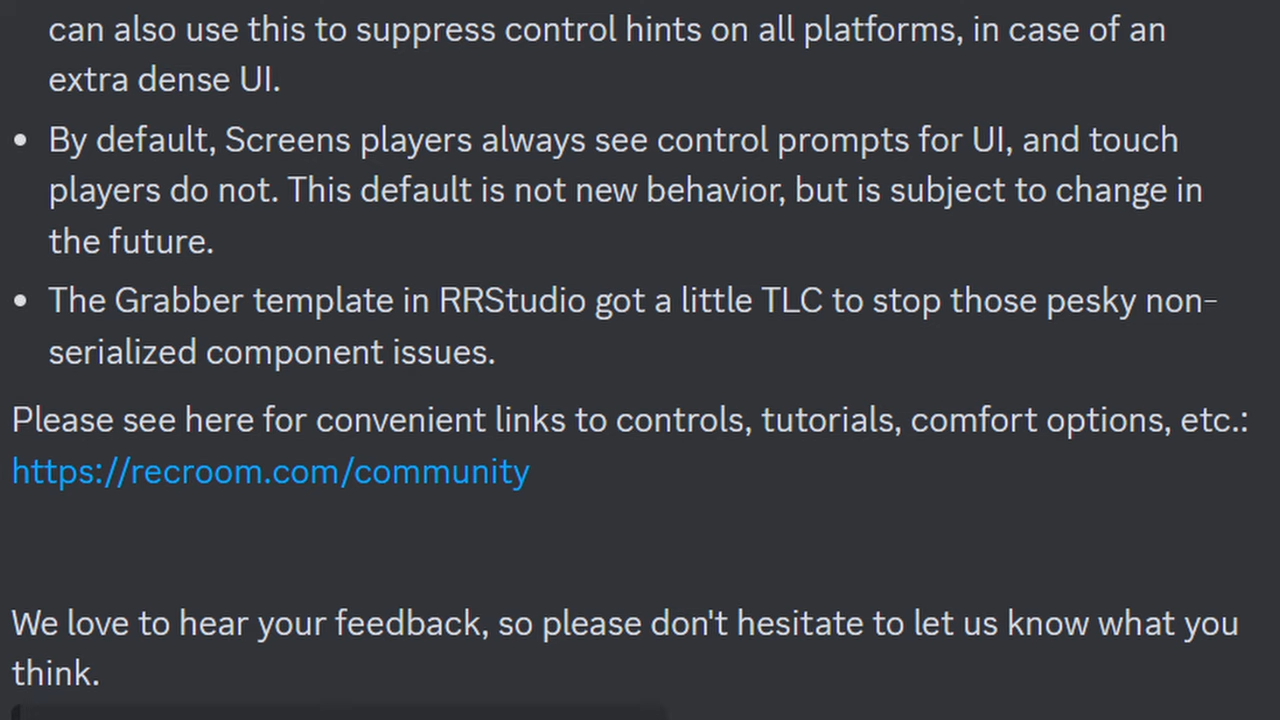 can also use this to suppress control hints on all platforms, in case of an
extra dense UI.
• By default, Screens players always see control prompts for UI, and touch
players do not. This default is not new behavior, but is subject to change in
the future.
• The Grabber template in RRStudio got a little TLC to stop those pesky non-
serialized component issues.
Please see here for convenient links to controls, tutorials, comfort options, etc.:
https://recroom.com/community
We love to hear your feedback, so please don't hesitate to let us know what you
think.